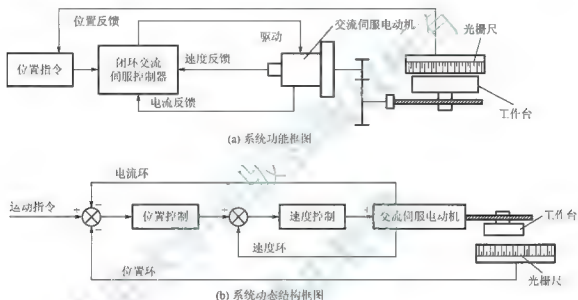 位置反馈
驱动
交流伺服电动机
光栅尺
位置指令
闭环交流
伺服控制器
速度反馈
电流反馈
工作台
(a) 系统功能框图
电流环
运动指令
位置控制
速度控制
交流伺服电动机
工作台
速度环
位置环
光栅尺
(b) 系统动态结构框图